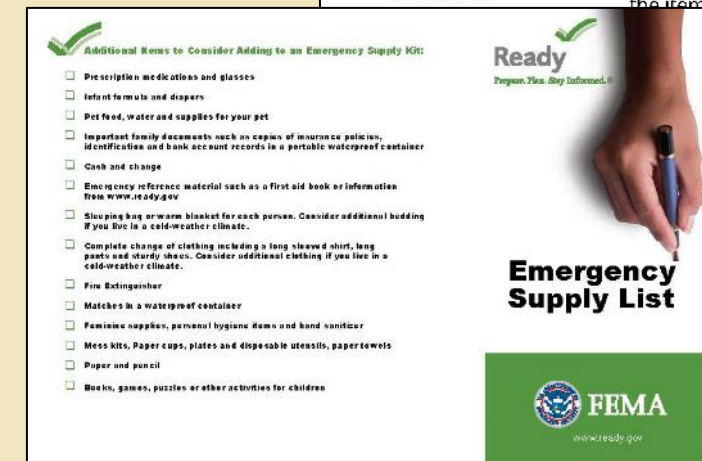 the item
Additional Items to Consider Adding to an Emergency Supply Kit:
Prescription medications and glasses
Infant formula and diapers
Pet food, water and supplies for your pet
Important family documents such as copies of insurance policies,
identification and bank account records in a portable waterproof container
Cash and change
Emergency reference material such as a first aid book or information
from www.ready.gov
Sleeping bag or warm blanket for each person. Consider additional bedding
if you live in a cold-weather climate.
Complete change of clothing including a long sleeved shirt, long
pants and sturdy shoes. Consider additional clothing if you live in a
cold-weather climate.
Fire Extinguisher
Matches in a waterproof container
Feminine supplies, personal hygiene items and hand sanitizer
Mess kits, Paper cups, plates and disposable utensils, paper towels
Paper and pencil
Books, games, puzzles or other activities for children
Ready
Prepare. Plan. Stay Informed.®
Emergency
Supply List
FEMA
www.ready.gov